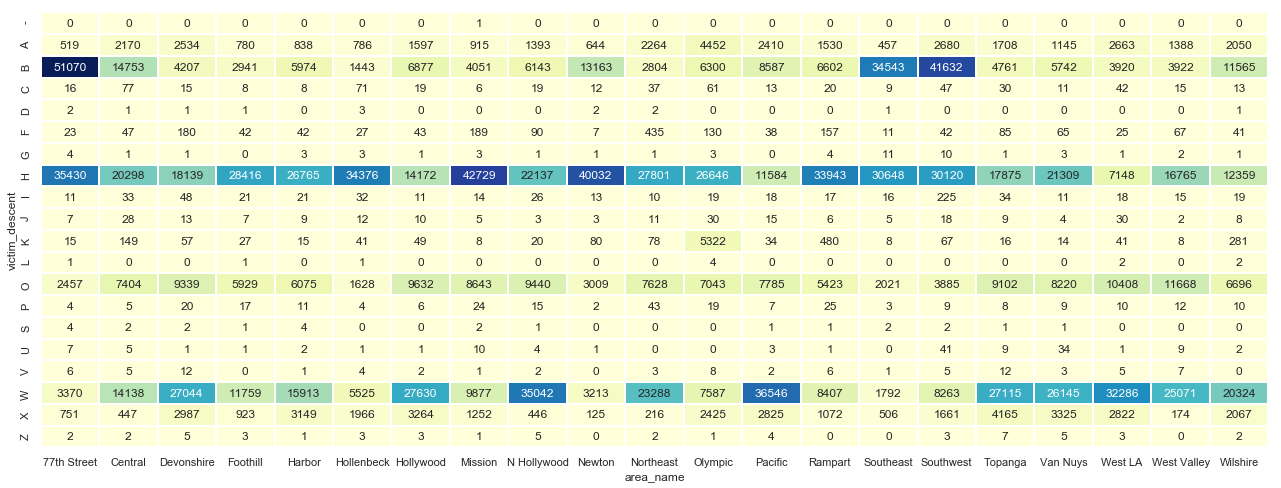 - 0 0 0 0 0 0 0 1 0 0 0 0 0 0 0 0 0 0 0 0 0
A 519 2170 2534 780 838 786 1597 915 1393 644 2264 4452 2410 1530 457 2680 1708 1145 2663 1388 2050
B 51070 14753 4207 2941 5974 1443 6877 4051 6143 13163 2804 6300 8587 6602 34543 41632 4761 5742 3920 3922 11565
C 16 77 15 8 8 71 19 6 19 12 37 61 13 20 9 47 30 11 42 15 13
D 2 1 1 1 0 3 0 0 2 2 0 0 0 0 1 0 0 0 0 0 1
F 23 47 180 42 42 27 43 189 90 7 435 130 38 157 11 42 85 65 25 67 41
G 4 1 1 0 3 3 1 3 1 1 1 3 0 4 11 10 1 3 1 2 1
H 35430 20298 18139 28416 26765 34376 14172 42729 22137 40032 27801 26646 11584 33943 30648 30120 17875 21309 7148 16765 12359
I 11 33 48 21 21 32 11 14 26 13 10 19 18 17 16 225 34 11 18 15 19
J 7 28 13 7 9 12 10 5 3 3 11 30 15 6 5 18 9 4 30 2 8
K 15 149 57 27 15 41 49 8 20 80 78 5322 34 480 8 67 16 14 41 8 281
L 1 0 0 1 0 1 0 0 0 0 0 4 0 0 0 0 0 0 2 0 2
O 2457 7404 9339 5929 6075 1628 9632 8643 9440 3009 7628 7043 7785 5423 2021 3885 9102 8220 10408 11668 6696
P 4 5 20 17 11 4 6 24 15 2 43 19 7 25 3 9 8 9 10 12 10
S 4 2 2 1 4 0 0 2 1 0 0 0 1 1 2 2 1 1 0 0 0
U 7 5 1 1 2 1 1 10 4 1 0 0 3 1 0 41 9 34 1 9 2
V 6 5 12 0 1 4 2 1 2 0 3 8 2 6 1 5 12 3 5 7 0
W 3370 14138 27044 11759 15913 5525 27630 9877 35042 3213 23288 7587 36546 8407 1792 8263 27115 26145 32286 25071 20324
X 751 447 2987 923 3149 1966 3264 1252 446 125 216 2425 2825 1072 506 1661 4165 3325 2822 174 2067
Z 2 2 5 3 1 3 3 1 5 0 2 1 4 0 0 3 7 5 3 0 2
victim_descent
77th Street Central Devonshire Foothill Harbor Hollenbeck Hollywood Mission N Hollywood Newton Northeast Olympic Pacific Rampart Southeast Southwest Topanga Van Nuys West LA West Valley Wilshire
area_name